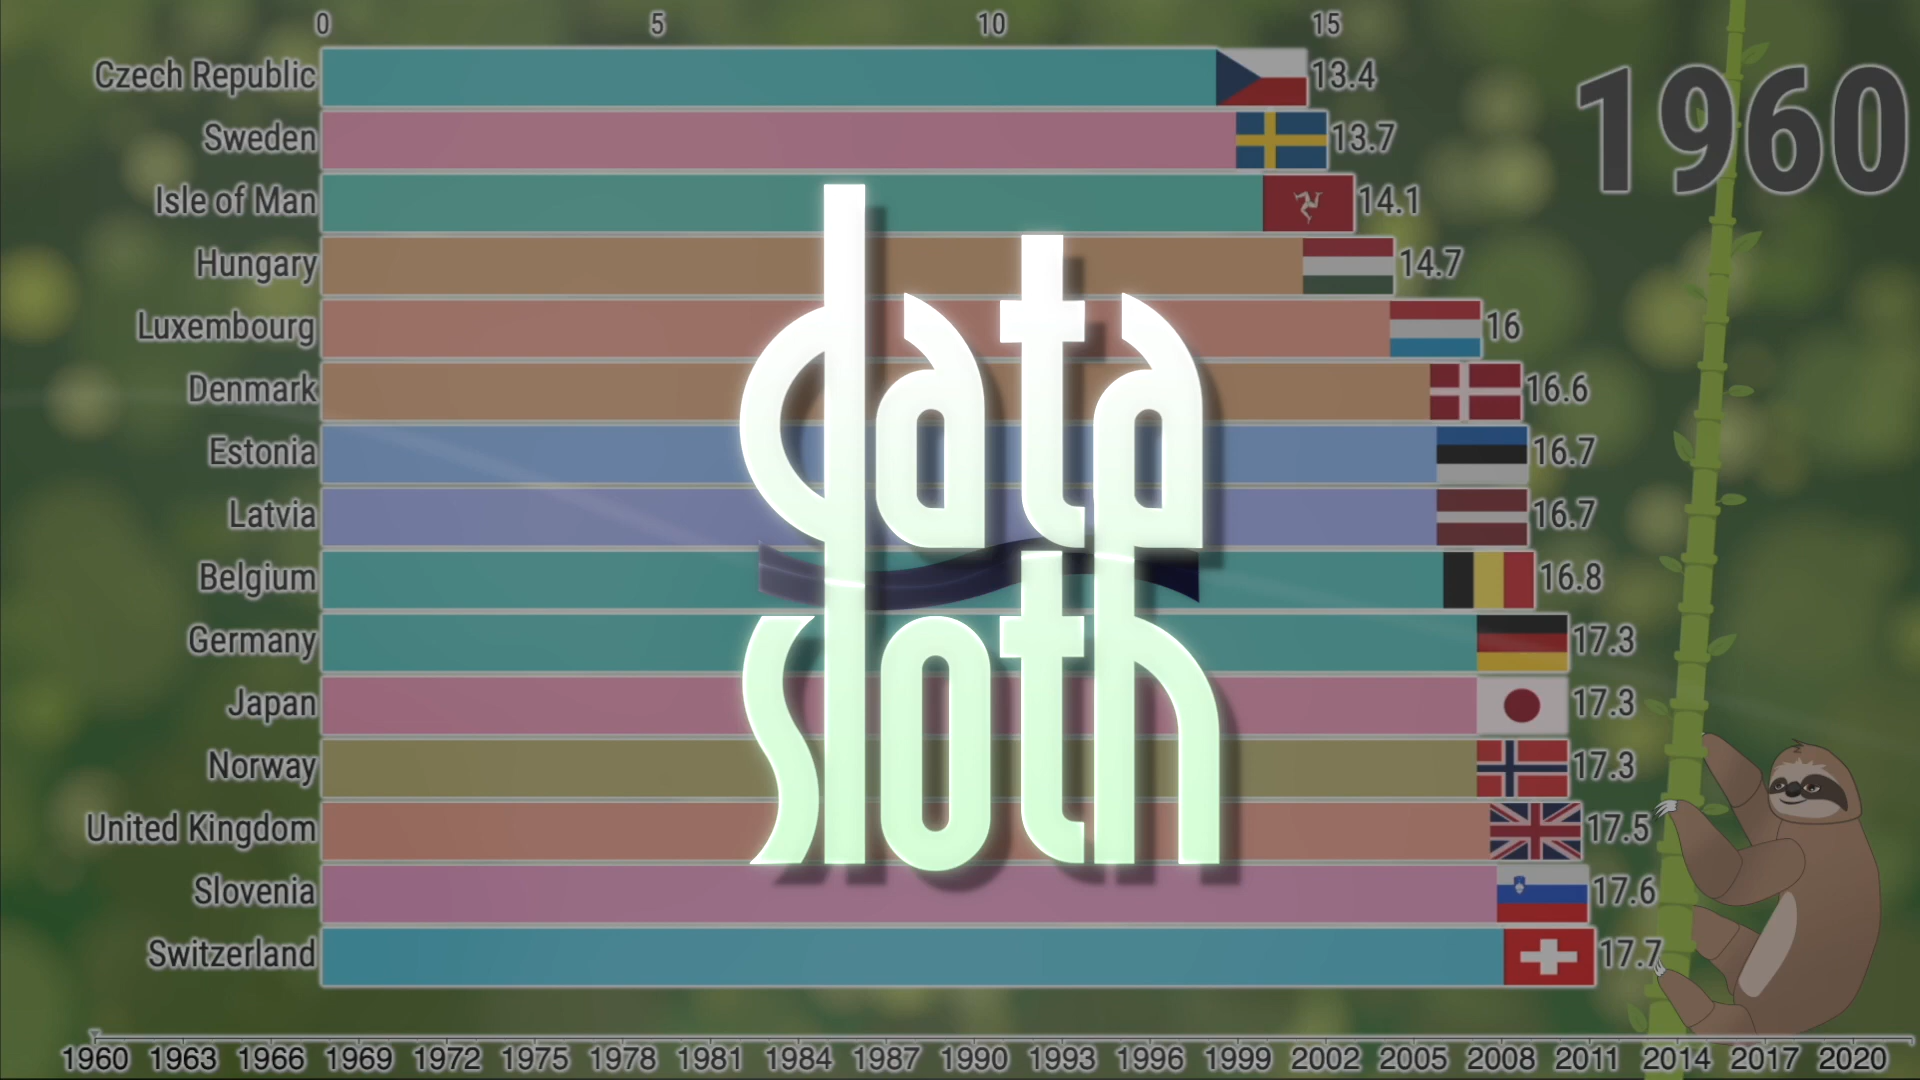 0 5 10 15
1960
Czech Republic 13.4
Sweden 13.7
Isle of Man 14.1
Hungary 14.7
Luxembourg 16
Denmark 16.6
Estonia 16.7
Latvia 16.7
Belgium 16.8
Germany 17.3
Japan 17.3
Norway 17.3
United Kingdom 17.5
Slovenia 17.6
Switzerland 17.7
data
sloth
1960 1963 1966 1969 1972 1975 1978 1981 1984 1987 1990 1993 1996 1999 2002 2005 2008 2011 2014 2017 2020